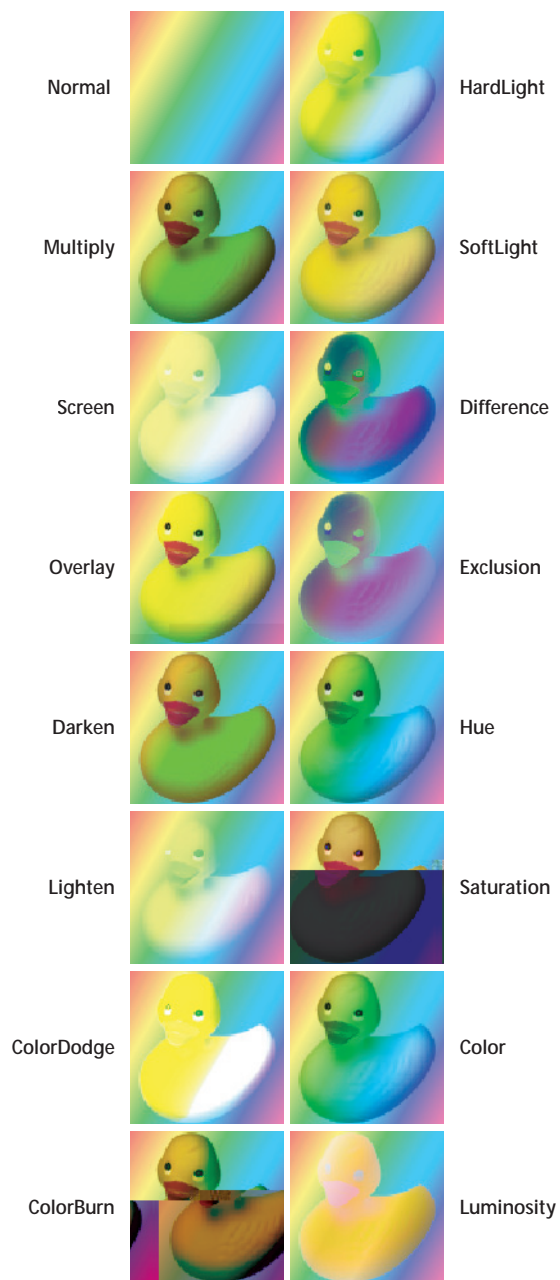 Normal
HardLight
Multiply
SoftLight
Screen
Difference
Overlay
Exclusion
Darken
Hue
Lighten
Saturation
ColorDodge
Color
ColorBurn
Luminosity